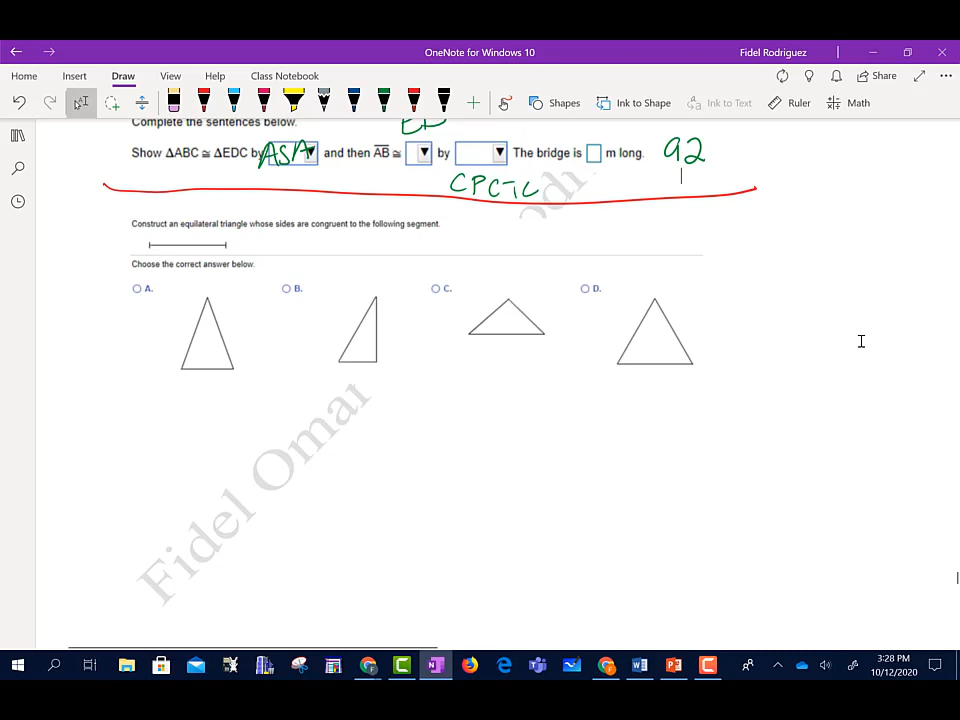 OneNote for Windows 10
Fidel Rodriguez
Home Insert Draw View Help Class Notebook
Share
Shapes Ink to Shape Ink to Text Ruler Math
Complete the sentences below.
ED
Show ΔABC ≅ ΔEDC by ASA and then AB ≅ by The bridge is m long. 92
CPCTC
Construct an equilateral triangle whose sides are congruent to the following segment.
Choose the correct answer below.
A. B. C. D.
Fidel Omar
3:28 PM
10/12/2020